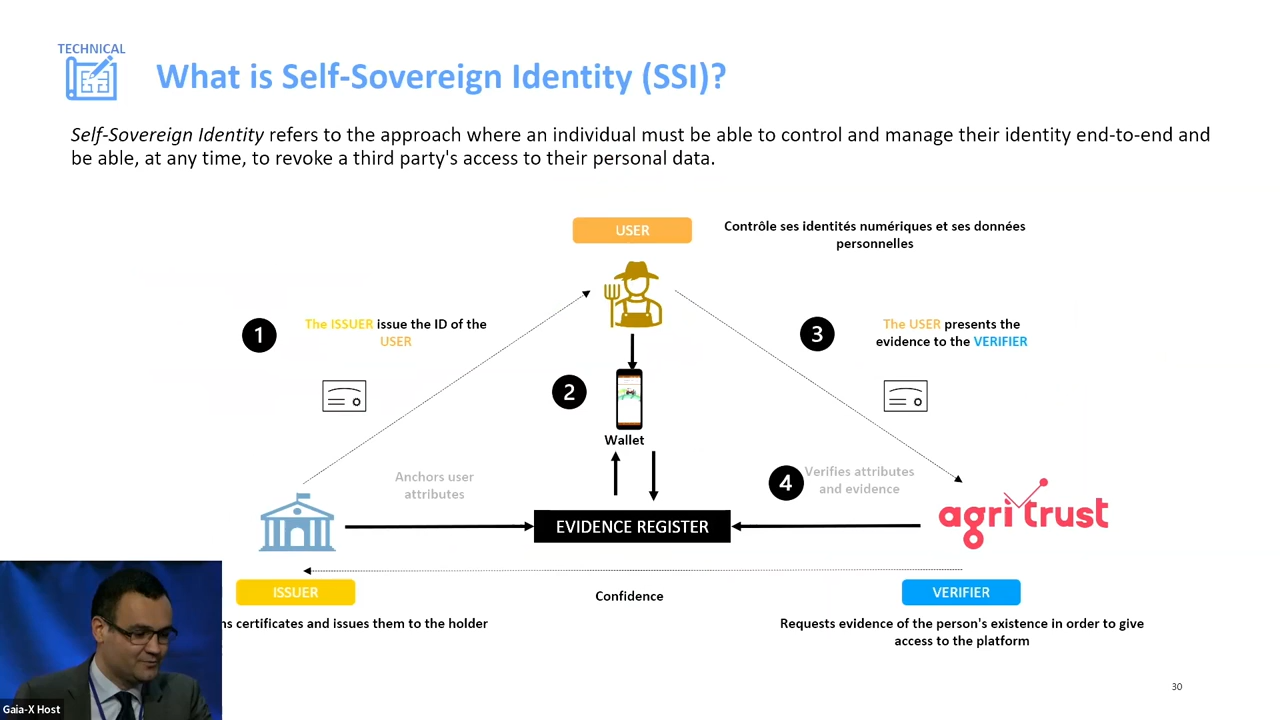 TECHNICAL
What is Self-Sovereign Identity (SSI)?
Self-Sovereign Identity refers to the approach where an individual must be able to control and manage their identity end-to-end and
be able, at any time, to revoke a third party's access to their personal data.
USER
Contrôle ses identités numériques et ses données
personnelles
1
The ISSUER issue the ID of the
USER
3
The USER presents the
evidence to the VERIFIER
2
Wallet
Anchors user
attributes
4
Verifies attributes
and evidence
EVIDENCE REGISTER
agritrust
ISSUER
Confidence
VERIFIER
certificates and issues them to the holder
Requests evidence of the person's existence in order to give
access to the platform
30
Gaia-X Host